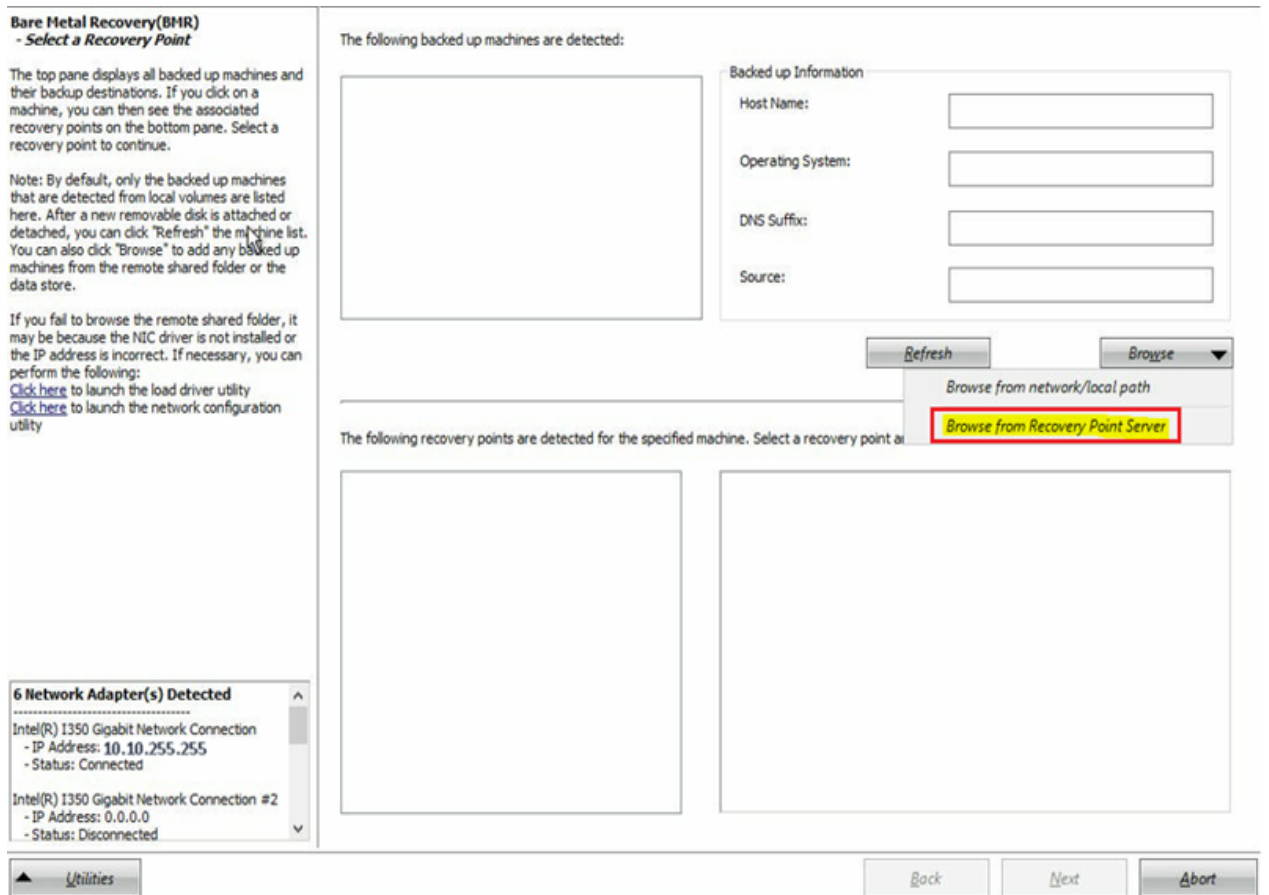 Bare Metal Recovery(BMR)
- Select a Recovery Point
The top pane displays all backed up machines and
their backup destinations. If you click on a
machine, you can then see the associated
recovery points on the bottom pane. Select a
recovery point to continue.
Note: By default, only the backed up machines
that are detected from local volumes are listed
here. After a new removable disk is attached or
detached, you can click "Refresh" the machine list.
You can also click "Browse" to add any backed up
machines from the remote shared folder or the
data store.
If you fail to browse the remote shared folder, it
may be because the NIC driver is not installed or
the IP address is incorrect. If necessary, you can
perform the following:
Click here to launch the load driver utility
Click here to launch the network configuration
utility
6 Network Adapter(s) Detected
-----------------------------------
Intel(R) I350 Gigabit Network Connection
- IP Address: 10.10.255.255
- Status: Connected
Intel(R) I350 Gigabit Network Connection #2
- IP Address: 0.0.0.0
- Status: Disconnected
The following backed up machines are detected:
Backed up Information
Host Name:
Operating System:
DNS Suffix:
Source:
Refresh
Browse
Browse from network/local path
Browse from Recovery Point Server
The following recovery points are detected for the specified machine. Select a recovery point
Utilities
Back
Next
Abort